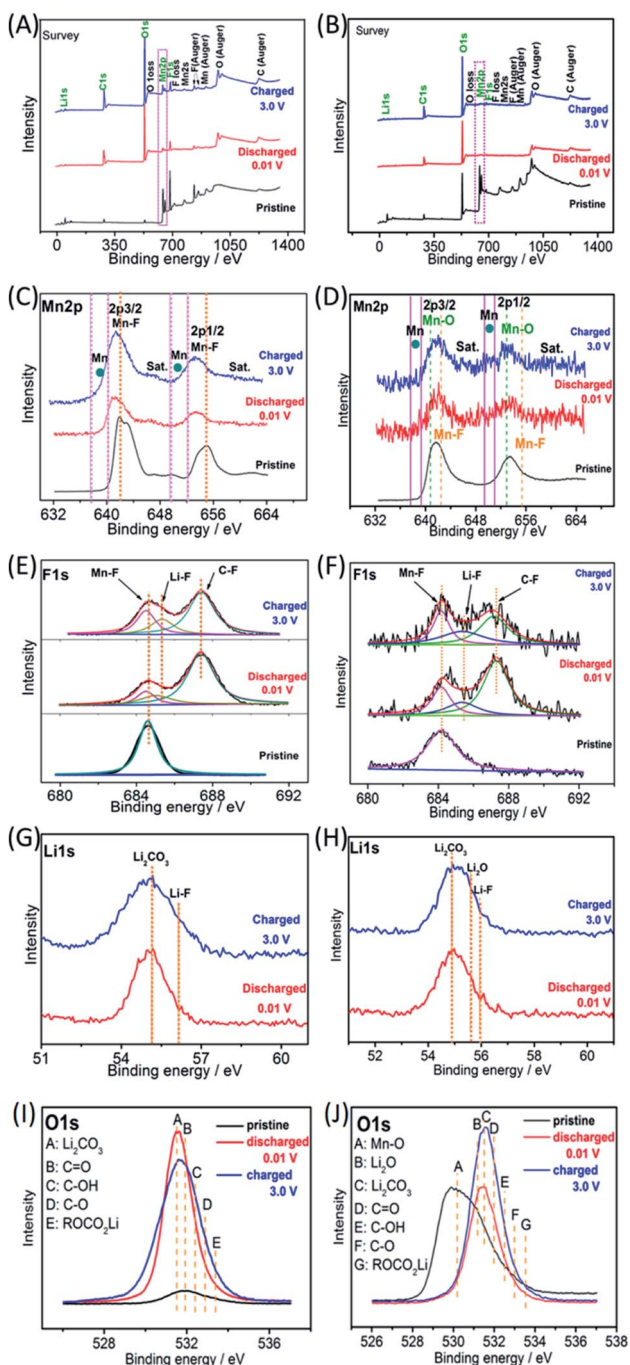 (A)
Survey
Li1s
C1s
O1s
O loss
Mn2p
F1s
F loss
Mn2s
F(Auger)
Mn (Auger)
O (Auger)
C (Auger)
Charged
3.0 V
Discharged
0.01 V
Pristine
Intensity
0 350 700 1050 1400
Binding energy / eV
(B)
Survey
Li1s
C1s
O1s
O loss
Mn2p
F1s
F loss
Mn2s
F (Auger)
Mn (Auger)
O (Auger)
C (Auger)
Charged
3.0 V
Discharged
0.01 V
Pristine
Intensity
0 350 700 1050 1400
Binding energy / eV
(C)
Mn2p
2p3/2
Mn-F
Mn
Sat.
Mn
2p1/2
Mn-F
Sat.
Charged
3.0 V
Discharged
0.01 V
Pristine
Intensity
632 640 648 656 664
Binding energy / eV
(D)
Mn2p
2p3/2
Mn
Mn-O
Sat.
Mn
2p1/2
Mn-O
Sat.
Charged
3.0 V
Discharged
0.01 V
Mn-F
Mn-F
Pristine
Intensity
632 640 648 656 664
Binding energy / eV
(E)
F1s
Mn-F
Li-F
C-F
Charged
3.0 V
Discharged
0.01 V
Pristine
Intensity
680 684 688 692
Binding energy / eV
(F)
F1s
Mn-F
Li-F
C-F
Charged
3.0 V
Discharged
0.01 V
Pristine
Intensity
680 684 688 692
Binding energy / eV
(G)
Li1s
Li₂CO₃
Li-F
Charged
3.0 V
Discharged
0.01 V
Intensity
51 54 57 60
Binding energy / eV
(H)
Li1s
Li₂CO₃
Li₂O
Li-F
Charged
3.0 V
Discharged
0.01 V
Intensity
52 54 56 58 60
Binding energy / eV
(I)
O1s
A: Li₂CO₃
B: C=O
C: C-OH
D: C-O
E: ROCO₂Li
A
B
C
D
E
pristine
discharged
0.01 V
charged
3.0 V
Intensity
528 532 536
Binding energy / eV
(J)
O1s
A: Mn-O
B: Li₂O
C: Li₂CO₃
D: C=O
E: C-OH
F: C-O
G: ROCO₂Li
A
B
C
D
E
F
G
pristine
discharged
0.01 V
charged
3.0 V
Intensity
526 528 530 532 534 536 538
Binding energy / eV